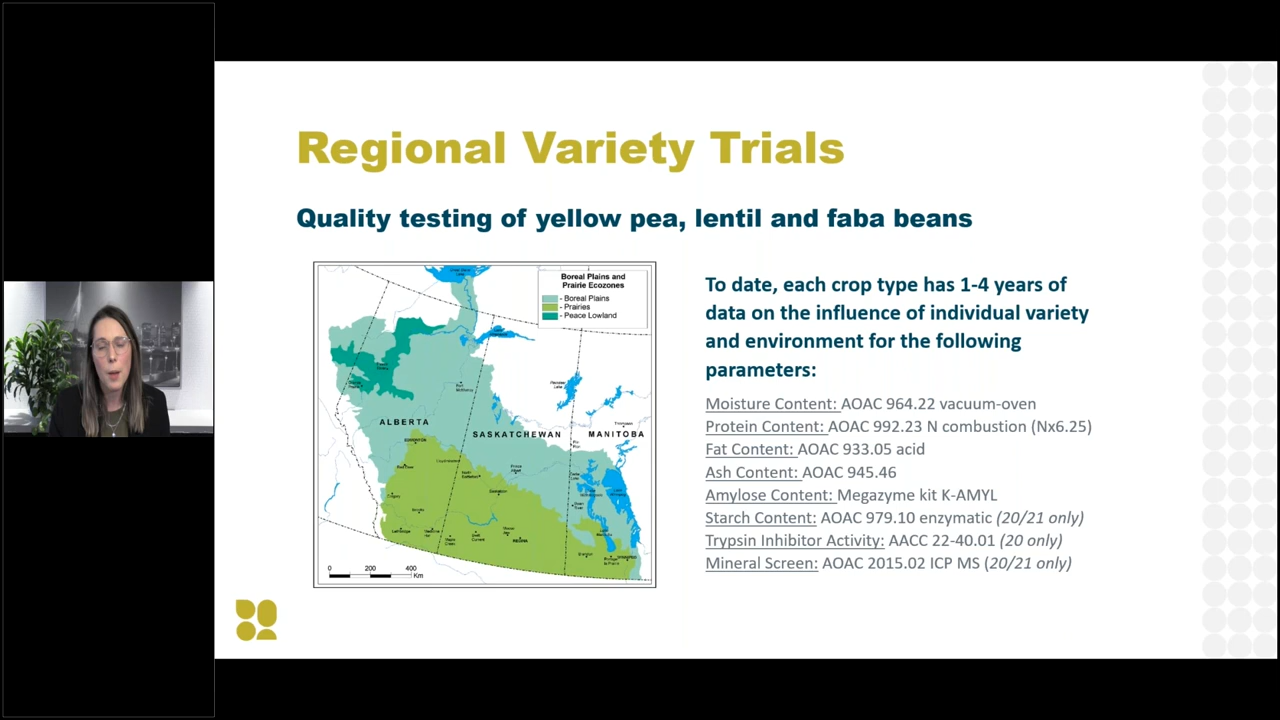 Regional Variety Trials
Quality testing of yellow pea, lentil and faba beans
Boreal Plains and
Prairie Ecozones
- Boreal Plains
- Prairies
- Peace Lowland
ALBERTA
SASKATCHEWAN
MANITOBA
0 200 400
Km
To date, each crop type has 1-4 years of
data on the influence of individual variety
and environment for the following
parameters:
Moisture Content: AOAC 964.22 vacuum-oven
Protein Content: AOAC 992.23 N combustion (Nx6.25)
Fat Content: AOAC 933.05 acid
Ash Content: AOAC 945.46
Amylose Content: Megazyme kit K-AMYL
Starch Content: AOAC 979.10 enzymatic (20/21 only)
Trypsin Inhibitor Activity: AACC 22-40.01 (20 only)
Mineral Screen: AOAC 2015.02 ICP MS (20/21 only)